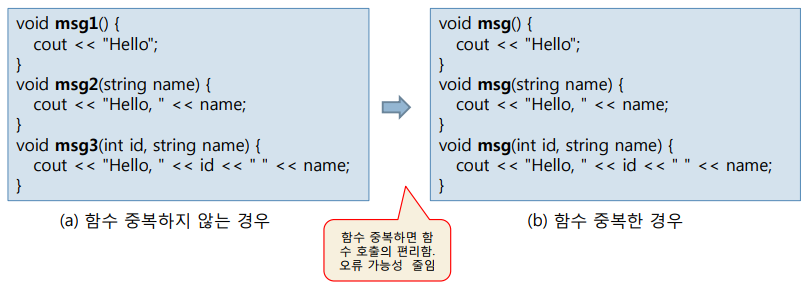 void msg1() {
cout << "Hello";
}
void msg2(string name) {
cout << "Hello, " << name;
}
void msg3(int id, string name) {
cout << "Hello, " << id << " " << name;
}
(a) 함수 중복하지 않는 경우
void msg() {
cout << "Hello";
}
void msg(string name) {
cout << "Hello, " << name;
}
void msg(int id, string name) {
cout << "Hello, " << id << " " << name;
}
(b) 함수 중복한 경우
함수 중복하면 함
수 호출의 편리함.
오류 가능성 줄임